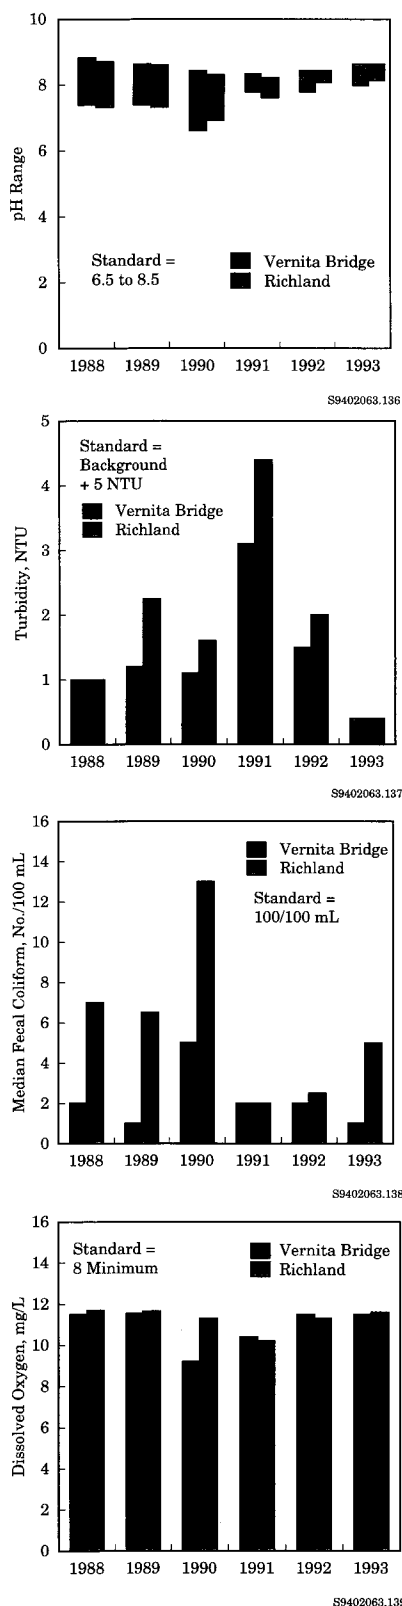 10
8
6
4
2
0
pH Range
Standard =
6.5 to 8.5
Vernita Bridge
Richland
1988 1989 1990 1991 1992 1993
S9402063.136
5
4
3
2
1
0
Turbidity, NTU
Standard =
Background
+ 5 NTU
Vernita Bridge
Richland
1988 1989 1990 1991 1992 1993
S9402063.137
16
14
12
10
8
6
4
2
0
Median Fecal Coliform, No./100 mL
Vernita Bridge
Richland
Standard =
100/100 mL
1988 1989 1990 1991 1992 1993
S9402063.138
16
14
12
10
8
6
4
2
0
Dissolved Oxygen, mg/L
Standard =
8 Minimum
Vernita Bridge
Richland
1988 1989 1990 1991 1992 1993
S9402063.139